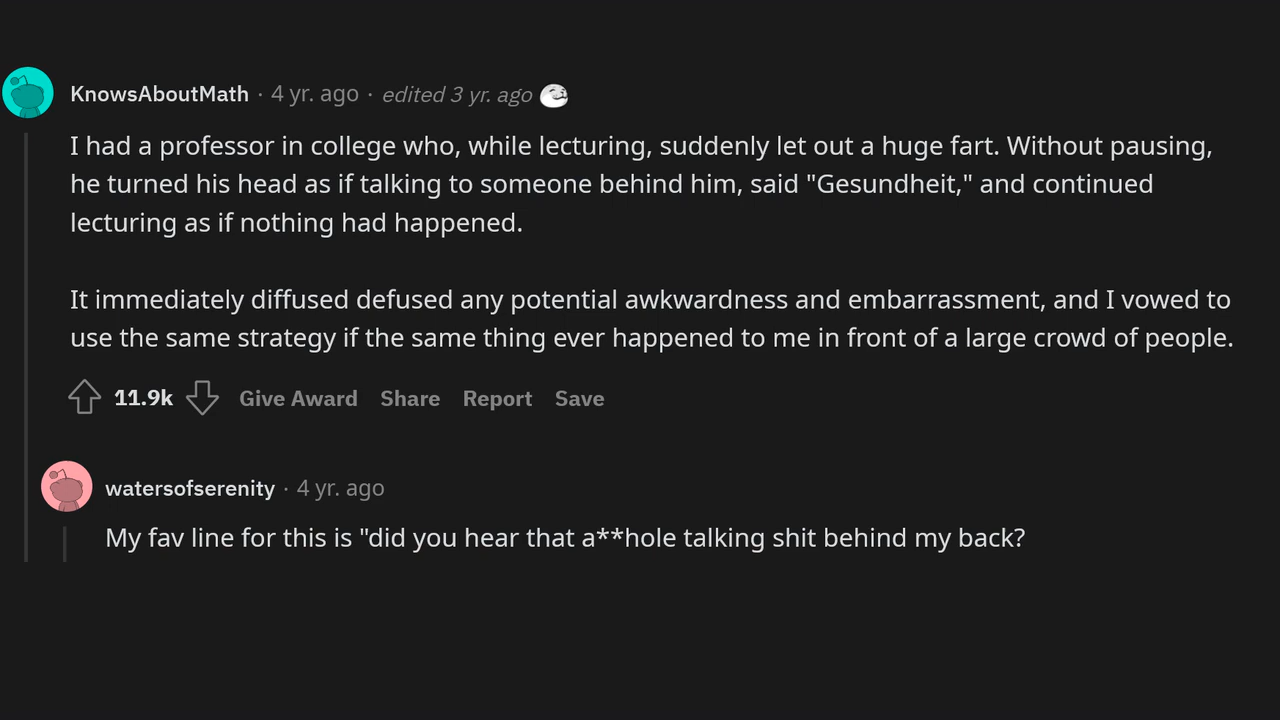 KnowsAboutMath · 4 yr. ago · edited 3 yr. ago
I had a professor in college who, while lecturing, suddenly let out a huge fart. Without pausing,
he turned his head as if talking to someone behind him, said "Gesundheit," and continued
lecturing as if nothing had happened.
It immediately diffused defused any potential awkwardness and embarrassment, and I vowed to
use the same strategy if the same thing ever happened to me in front of a large crowd of people.
11.9k Give Award Share Report Save
watersofserenity · 4 yr. ago
My fav line for this is "did you hear that a**hole talking shit behind my back?